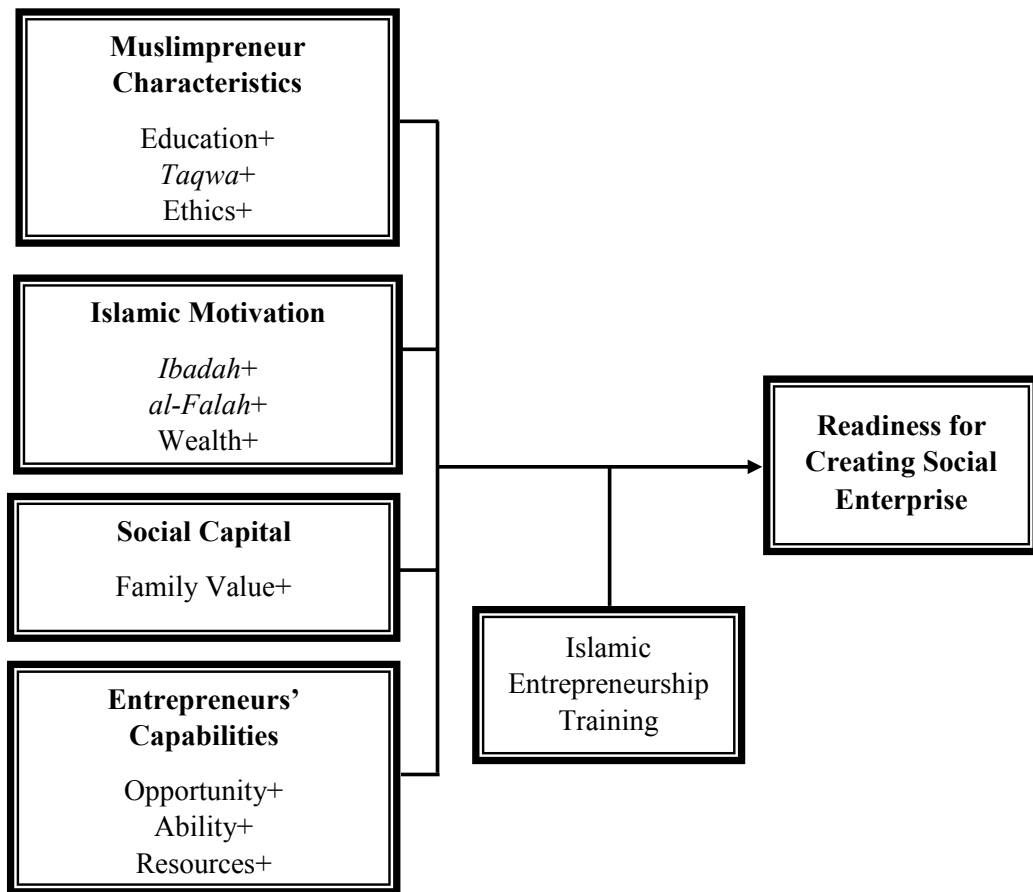 Muslimpreneur
Characteristics
Education+
Taqwa+
Ethics+
Islamic Motivation
Ibadah+
al-Falah+
Wealth+
Social Capital
Family Value+
Entrepreneurs’
Capabilities
Opportunity+
Ability+
Resources+
Islamic
Entrepreneurship
Training
Readiness for
Creating Social
Enterprise